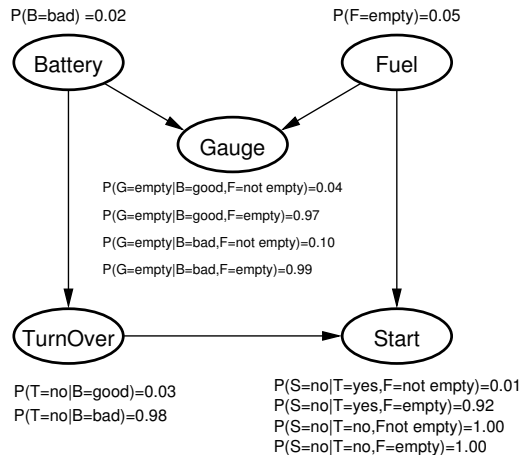 P(B=bad) =0.02
P(F=empty)=0.05
Battery
Fuel
Gauge
P(G=empty|B=good,F=not empty)=0.04
P(G=empty|B=good,F=empty)=0.97
P(G=empty|B=bad,F=not empty)=0.10
P(G=empty|B=bad,F=empty)=0.99
TurnOver
Start
P(T=no|B=good)=0.03
P(T=no|B=bad)=0.98
P(S=no|T=yes,F=not empty)=0.01
P(S=no|T=yes,F=empty)=0.92
P(S=no|T=no,Fnot empty)=1.00
P(S=no|T=no,F=empty)=1.00